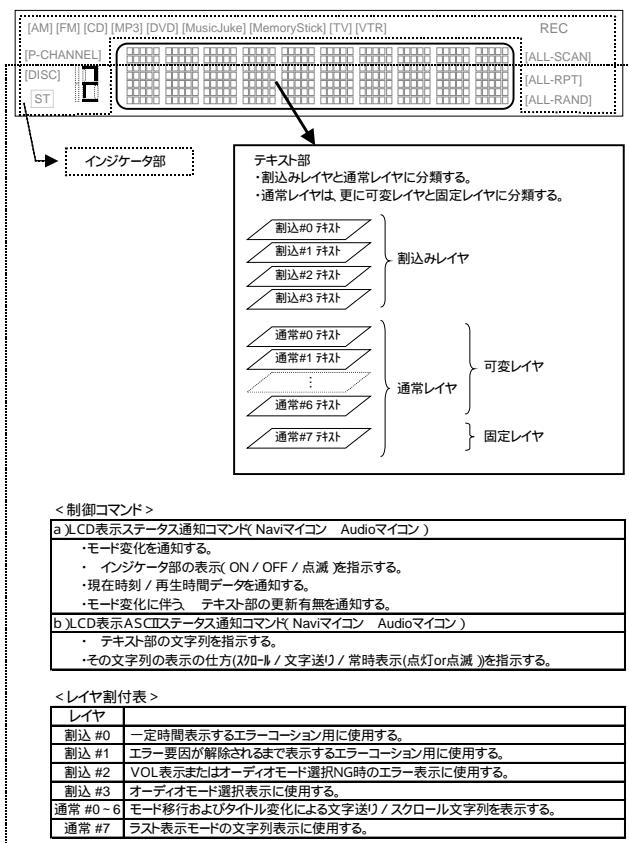 [AM] [FM] [CD] [MP3] [DVD] [MusicJuke] [MemoryStick] [TV] [VTR] REC
[P-CHANNEL] [ALL-SCAN]
[DISC] [ALL-RPT]
ST [ALL-RAND]
インジケータ部
テキスト部
・割込みレイヤと通常レイヤに分類する。
・通常レイヤは、更に可変レイヤと固定レイヤに分類する。
割込#0 テキスト
割込#1 テキスト
割込みレイヤ
割込#2 テキスト
割込#3 テキスト
通常#0 テキスト
通常#1 テキスト
可変レイヤ
⋮
通常レイヤ
通常#6 テキスト
通常#7 テキスト
固定レイヤ
<制御コマンド>
a)LCD表示ステータス通知コマンド(Naviマイコン Audioマイコン)
・モード変化を通知する。
・ インジケータ部の表示(ON/OFF/点滅)を指示する。
・現在時刻/再生時間データを通知する。
・モード変化に伴う、 テキスト部の更新有無を通知する。
b)LCD表示ASCIIステータス通知コマンド(Naviマイコン Audioマイコン)
・ テキスト部の文字列を指示する。
・その文字列の表示の仕方(スクロール/文字送り/常時表示(点灯or点滅))を指示する。
<レイヤ割付表>
レイヤ
割込 #0 一定時間表示するエラーコーション用に使用する。
割込 #1 エラー要因が解除されるまで表示するエラーコーション用に使用する。
割込 #2 VOL表示またはオーディオモード選択NG時のエラー表示に使用する。
割込 #3 オーディオモード選択表示に使用する。
通常 #0~6 モード移行およびタイトル変化による文字送り/スクロール文字列を表示する。
通常 #7 ラスト表示モードの文字列表示に使用する。